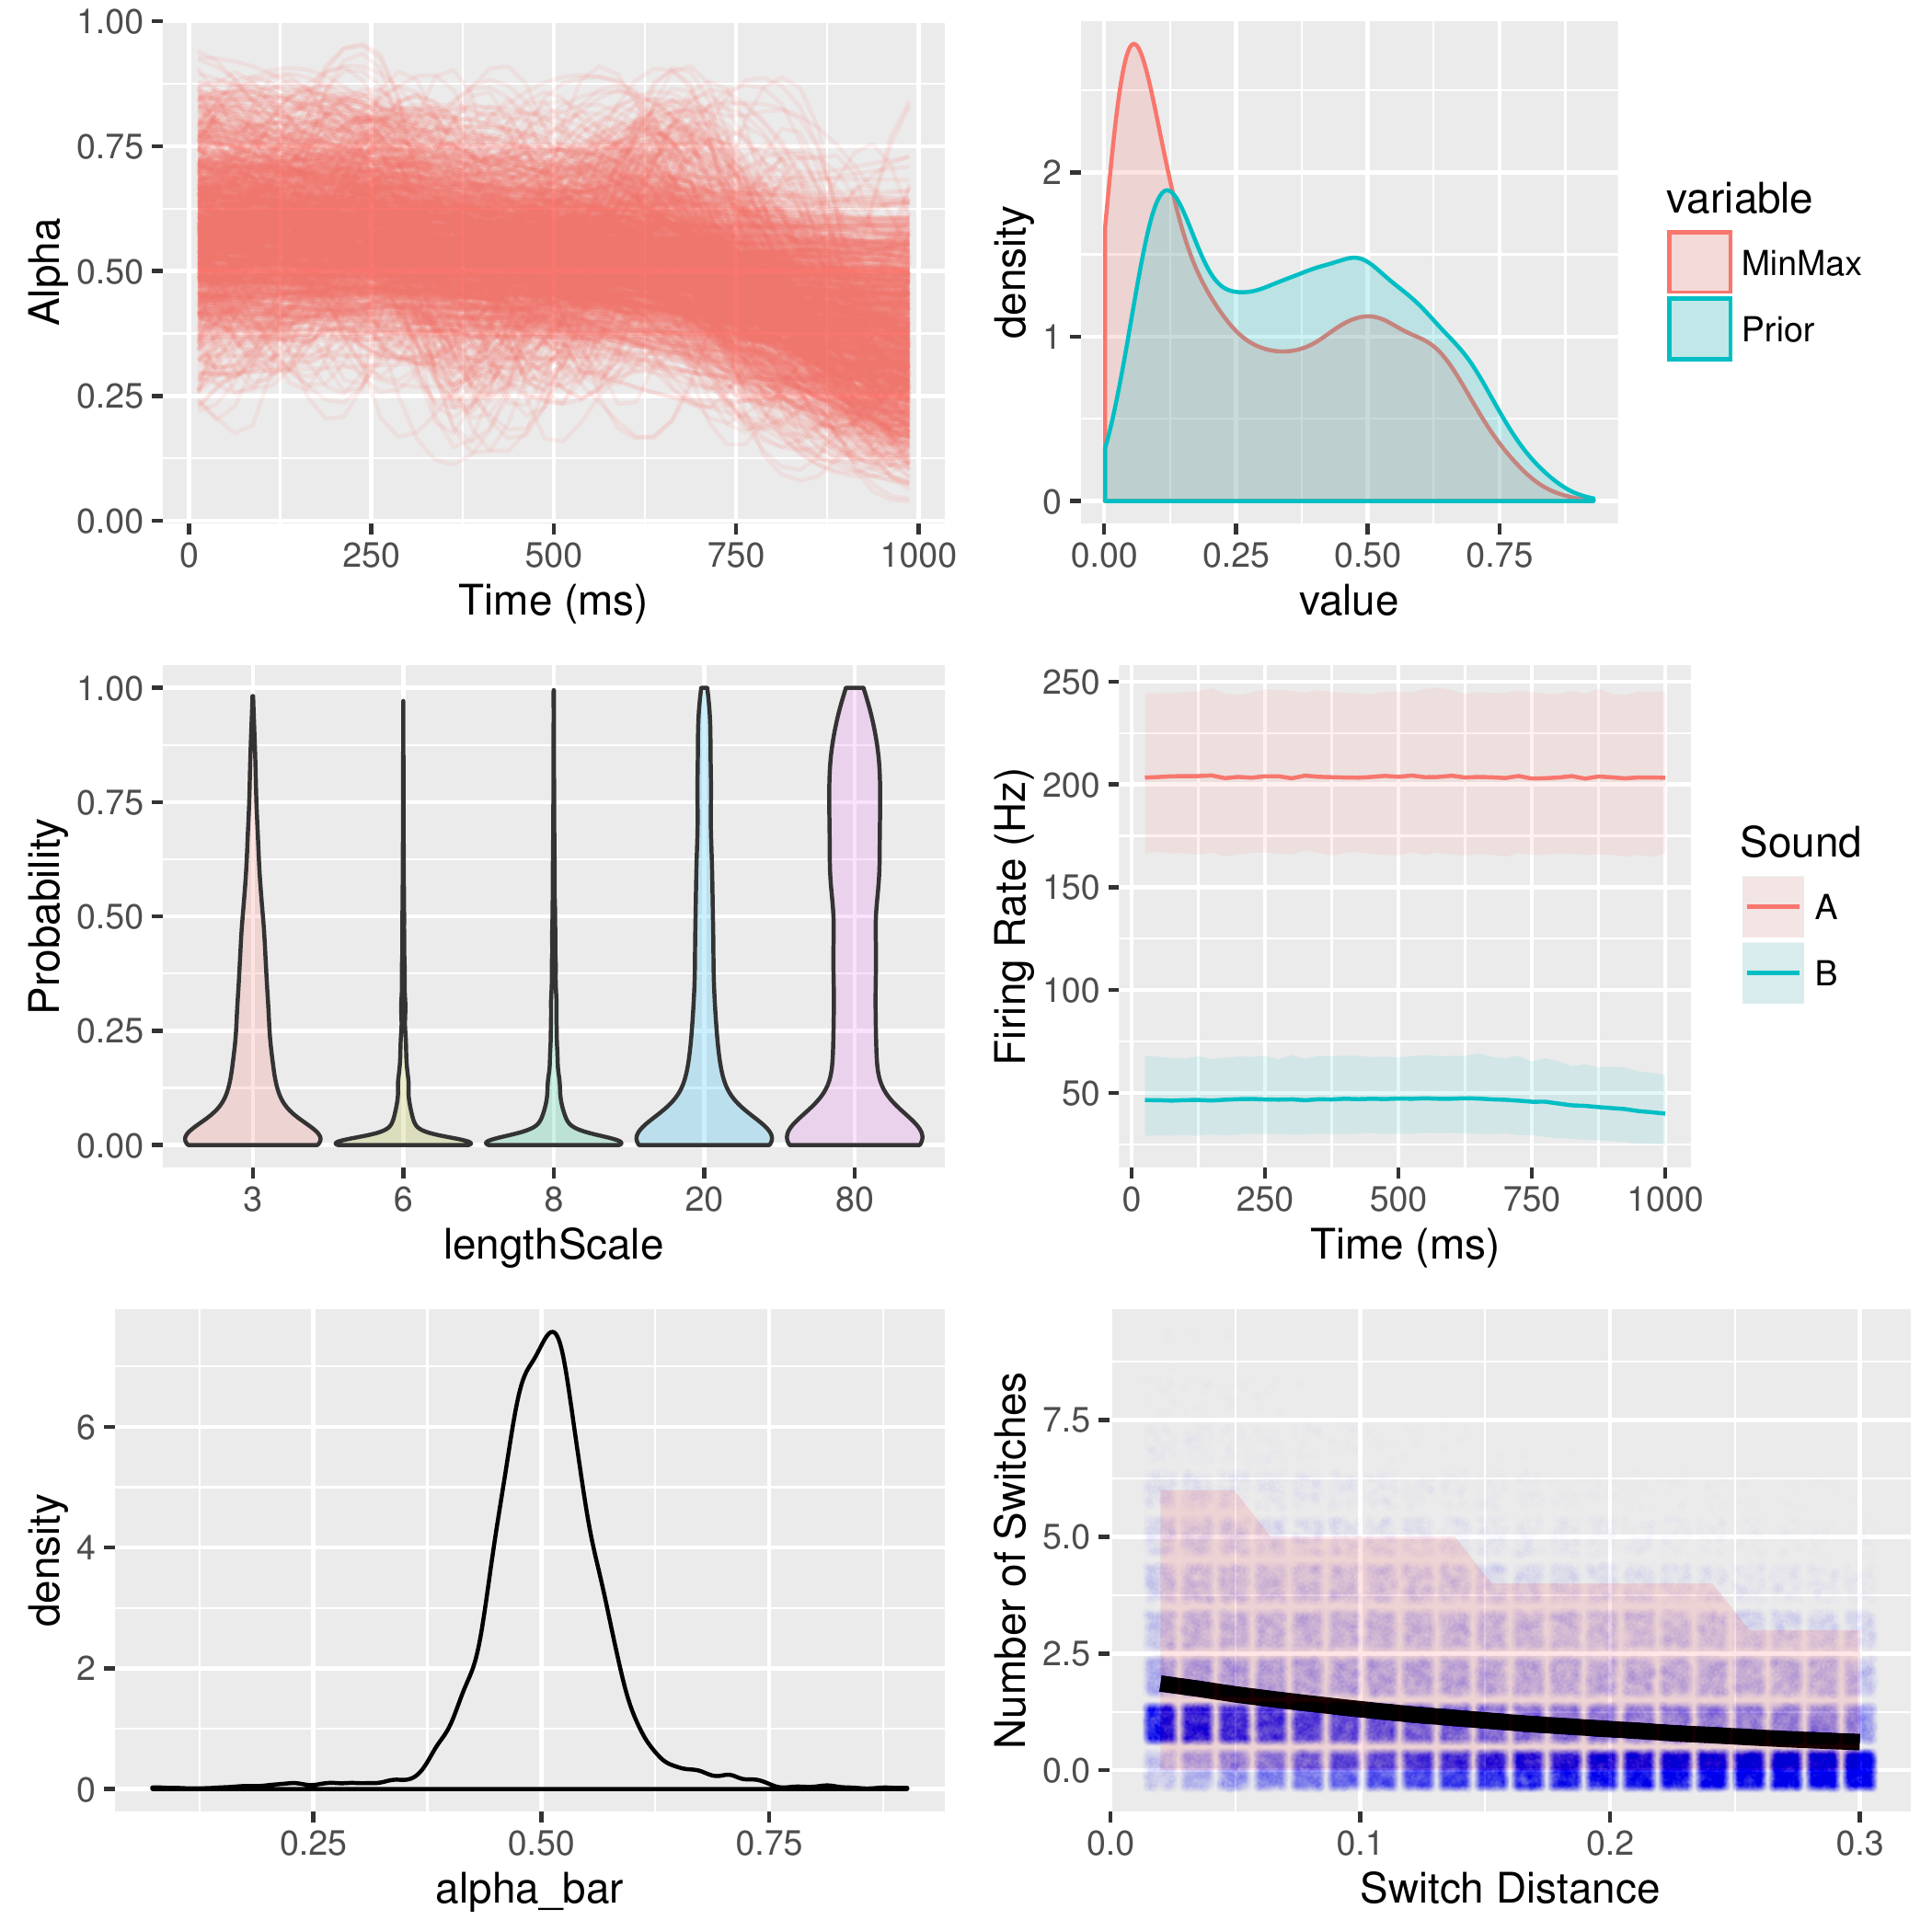 Alpha
1.00
0.75
0.50
0.25
0.00
0 250 500 750 1000
Time (ms)
density
2
1
0
0.00 0.25 0.50 0.75
value
variable
MinMax
Prior
Probability
1.00
0.75
0.50
0.25
0.00
3 6 8 20 80
lengthScale
Firing Rate (Hz)
250
200
150
100
50
0 250 500 750 1000
Time (ms)
Sound
A
B
density
6
4
2
0
0.25 0.50 0.75
alpha_bar
Number of Switches
7.5
5.0
2.5
0.0
0.0 0.1 0.2 0.3
Switch Distance